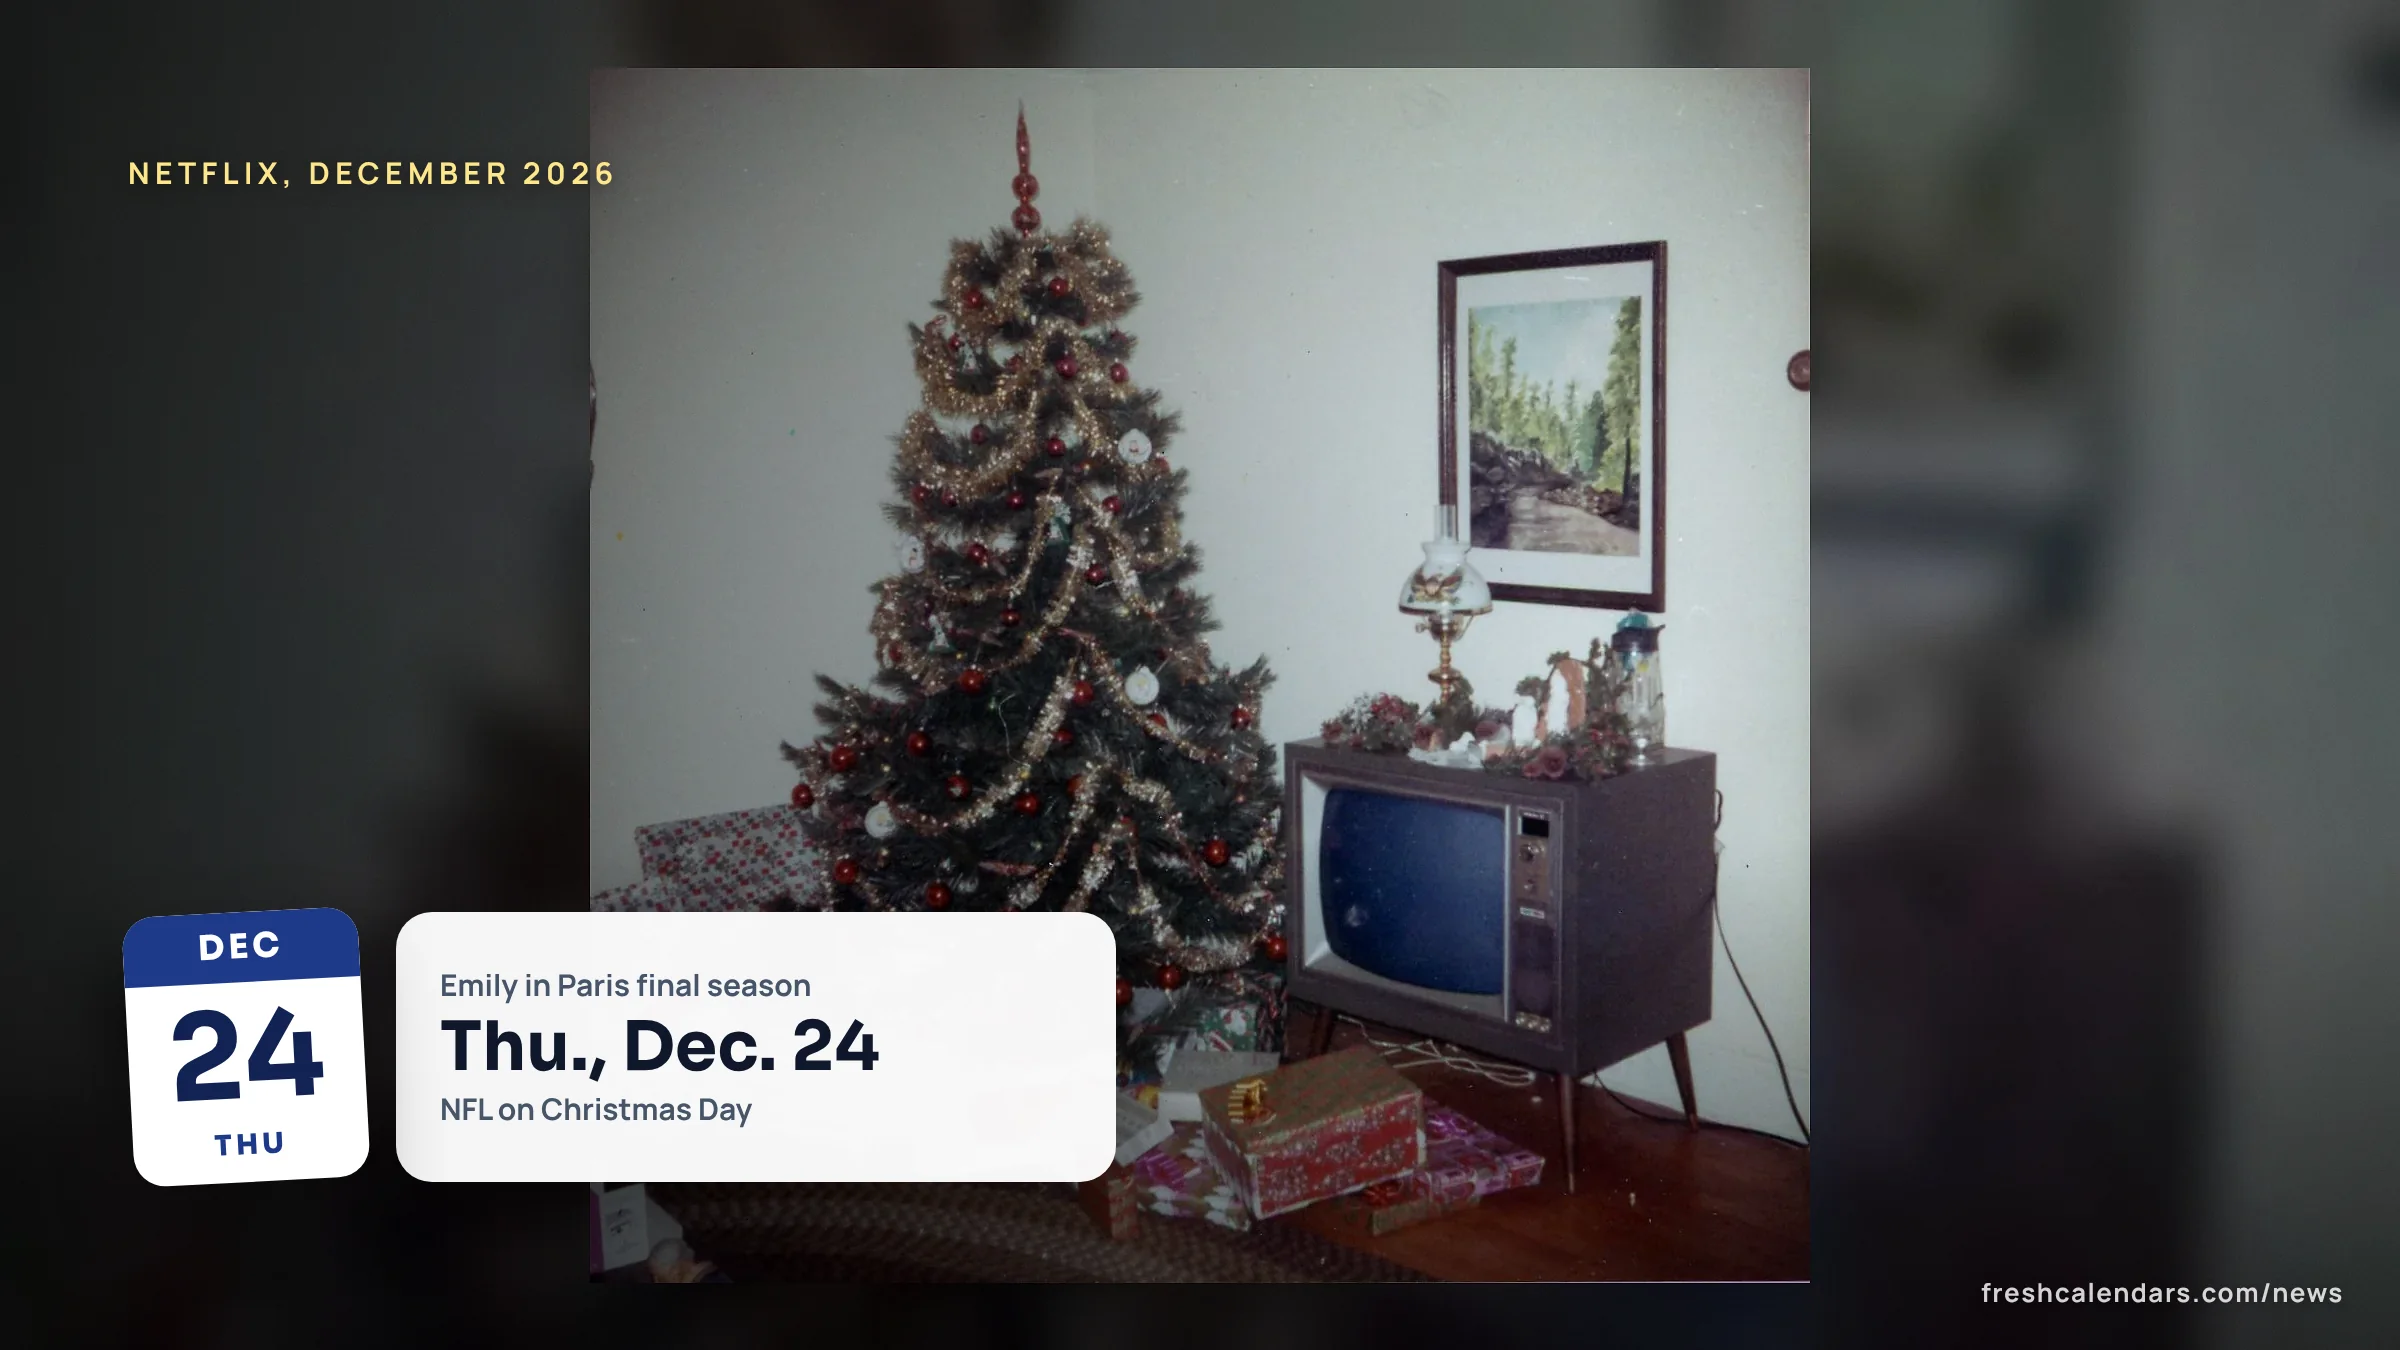 NETFLIX, DECEMBER 2026
DEC
24
THU
Emily in Paris final season
Thu., Dec. 24
NFL on Christmas Day
freshcalendars.com/news